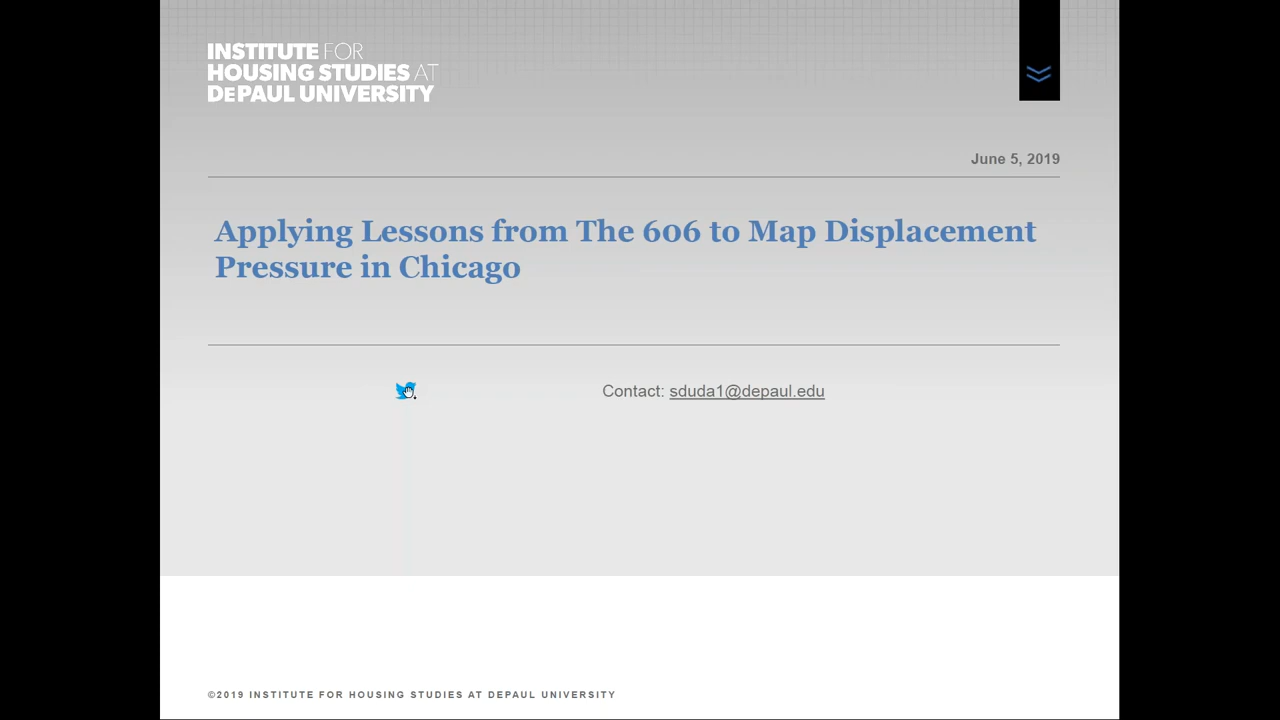 INSTITUTE FOR
HOUSING STUDIES AT
DEPAUL UNIVERSITY
June 5, 2019
Applying Lessons from The 606 to Map Displacement
Pressure in Chicago
Contact: sduda1@depaul.edu
©2019 INSTITUTE FOR HOUSING STUDIES AT DEPAUL UNIVERSITY